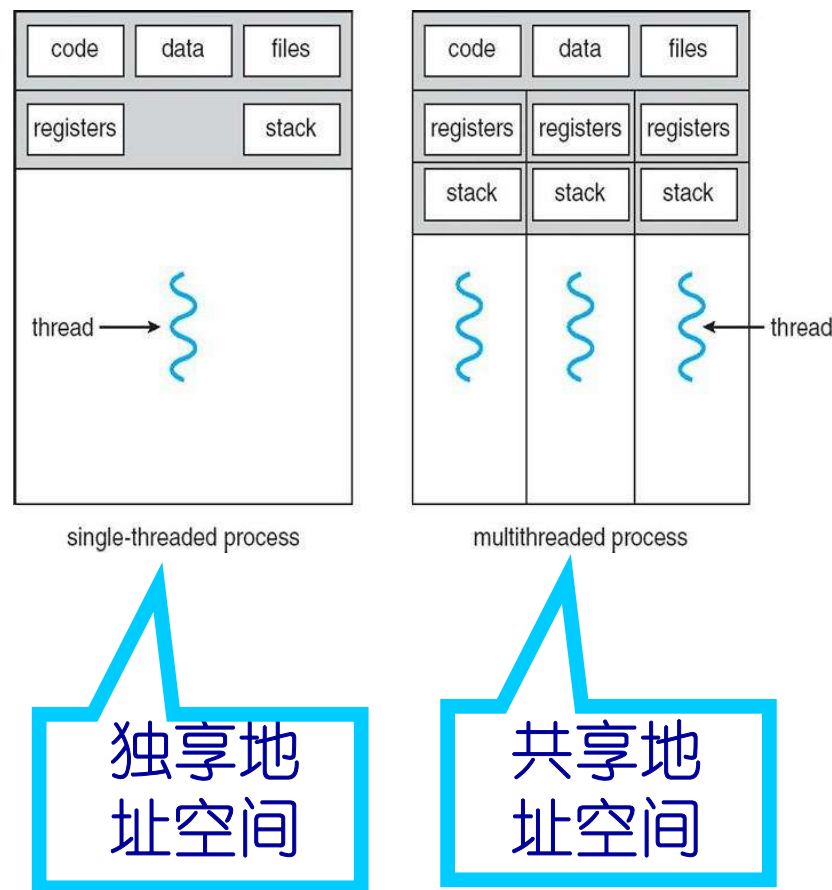 code data files
registers stack
thread
single-threaded process
code data files
registers registers registers
stack stack stack
thread
multithreaded process
独享地
址空间
共享地
址空间